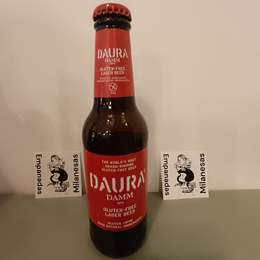 DAURA
DAMM
GLUTEN-FREE
LAGER BEER
THE WORLD'S MOST
AWARD-WINNING
GLUTEN-FREE BEER
DAURA
DAMM
GLUTEN-FREE
LAGER BEER
Empanadas
Milanesas
Empanadas
Milanesas